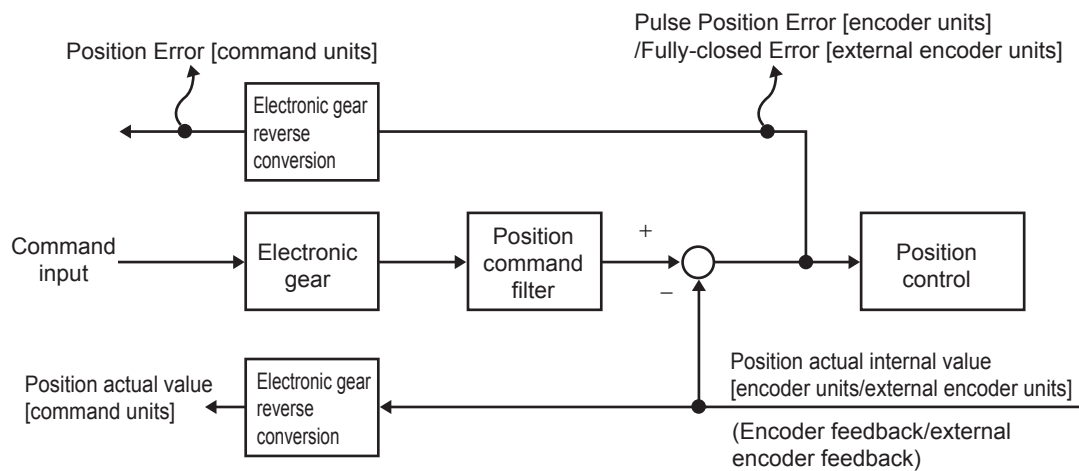 Pulse Position Error [encoder units]
/Fully-closed Error [external encoder units]
Position Error [command units]
Electronic gear
reverse
conversion
Command
input
Electronic
gear
Position
command
filter
+
−
Position
control
Position actual value
[command units]
Electronic gear
reverse
conversion
Position actual internal value
[encoder units/external encoder units]
(Encoder feedback/external
encoder feedback)